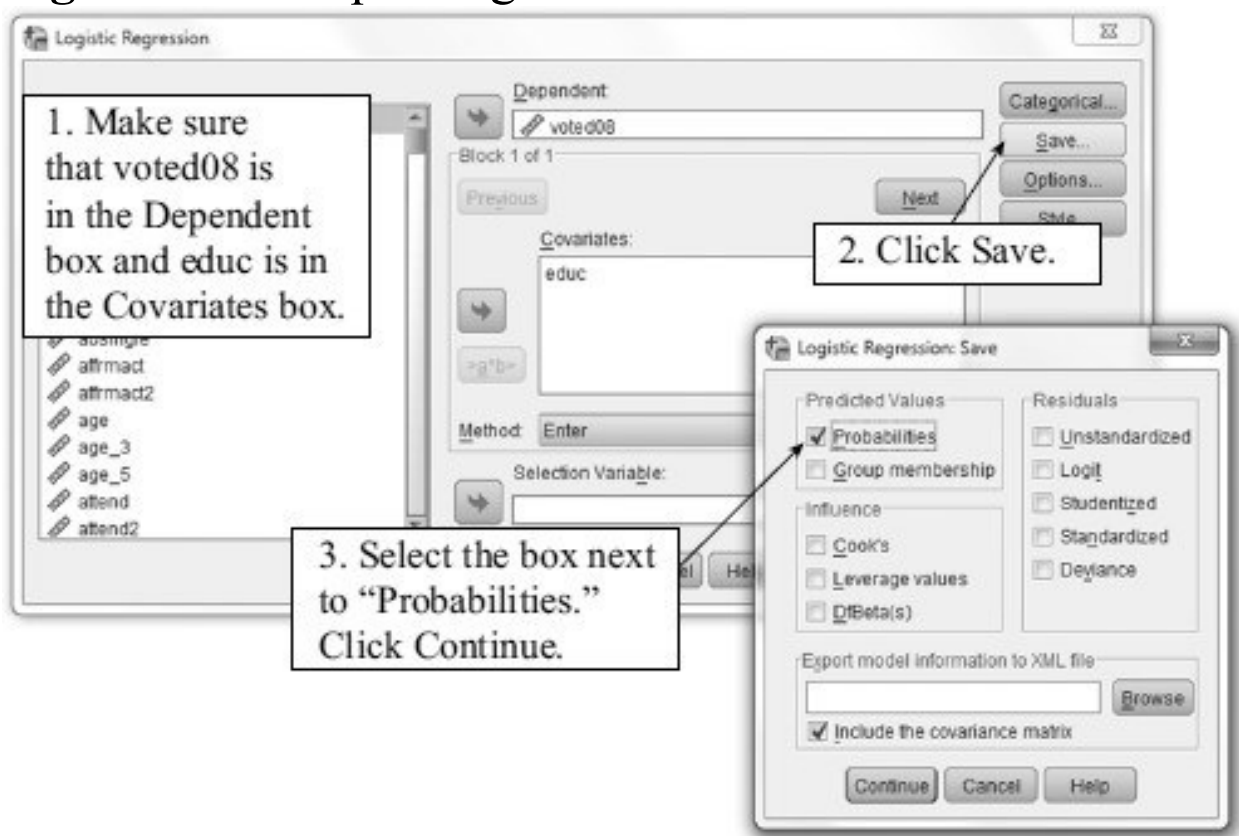 Logistic Regression
1. Make sure
that voted08 is
in the Dependent
box and educ is in
the Covariates box.
affrmact
affrmact2
age
age_3
age_5
attend
attend2
Dependent:
voted08
Block 1 of 1
Previous
Next
Covariates:
educ
>a*b>
Method: Enter
Selection Variable:
Categorical...
Save...
Options...
2. Click Save.
3. Select the box next
to “Probabilities.”
Click Continue.
Logistic Regression: Save
Predicted Values
Probabilities
Group membership
Influence
Cook's
Leverage values
DfBeta(s)
Residuals
Unstandardized
Logit
Studentized
Standardized
Deviance
Export model information to XML file
Browse
Include the covariance matrix
Continue Cancel Help